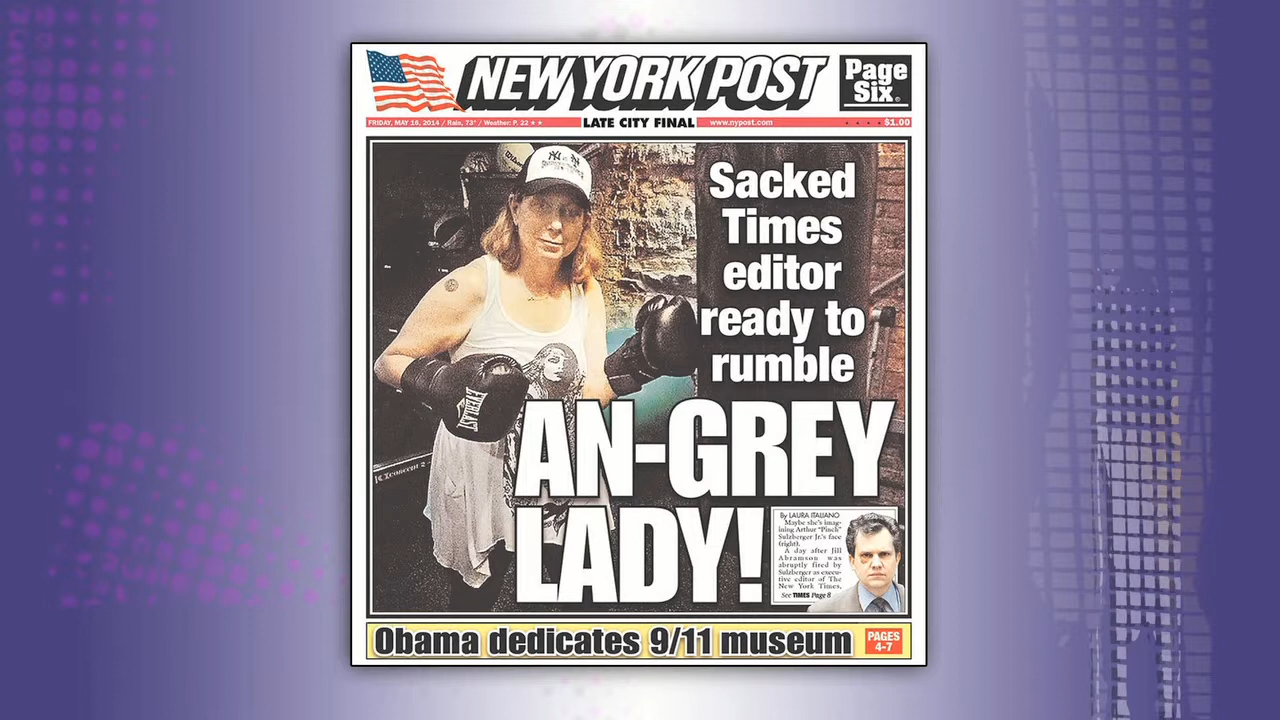 NEW YORK POST
Page
Six®
FRIDAY, MAY 16, 2014 / Rain, 73° / Weather: P. 22 ★ ★
LATE CITY FINAL
www.nypost.com
$1.00
NY NY
Wilson
Sacked
Times
editor
ready to
rumble
EVERLAST
AN-GREY
LADY!
By LAURA ITALIANO
Maybe she's imag-
ining Arthur “Pinch”
Sulzberger Jr.'s face
(right).
A day after Jill
Abramson was
abruptly fired by
Sulzberger as execu-
tive editor of The
New York Times,
See TIMES Page 8
Obama dedicates 9/11 museum
PAGES
4-7